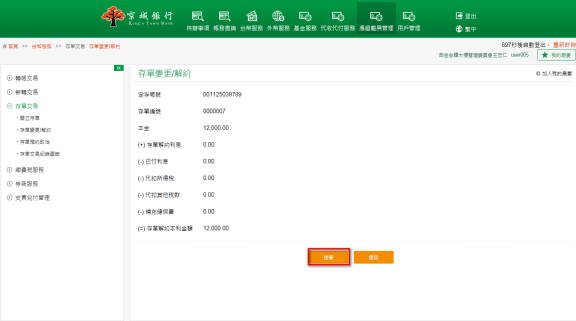 京城銀行
King's Town Bank
待辦事項 帳務查詢 台幣服務 外幣服務 基金服務 代收代付服務 憑證載具管理 用戶管理
登出
繁中
首頁 >> 台幣服務 >> 存單交易 存單變更/解約
897秒後自動登出，重新計時
user005 我的最愛
轉帳交易
薪轉交易
存單交易
・開立存單
・存單變更/解約
・存單預約取消
・存單交易紀錄查詢
繳費稅服務
券商服務
支票兌付管理
存單變更/解約
加入我的最愛
定存帳號 001125039789
存單編號 0000007
本金 12,000.00
(+) 存單解約利息 0.00
(-) 已付利息 0.00
(-) 代扣所得稅 0.00
(-) 代扣其他稅款 0.00
(-) 補充健保費 0.00
(=) 存單解約本利金額 12,000.00